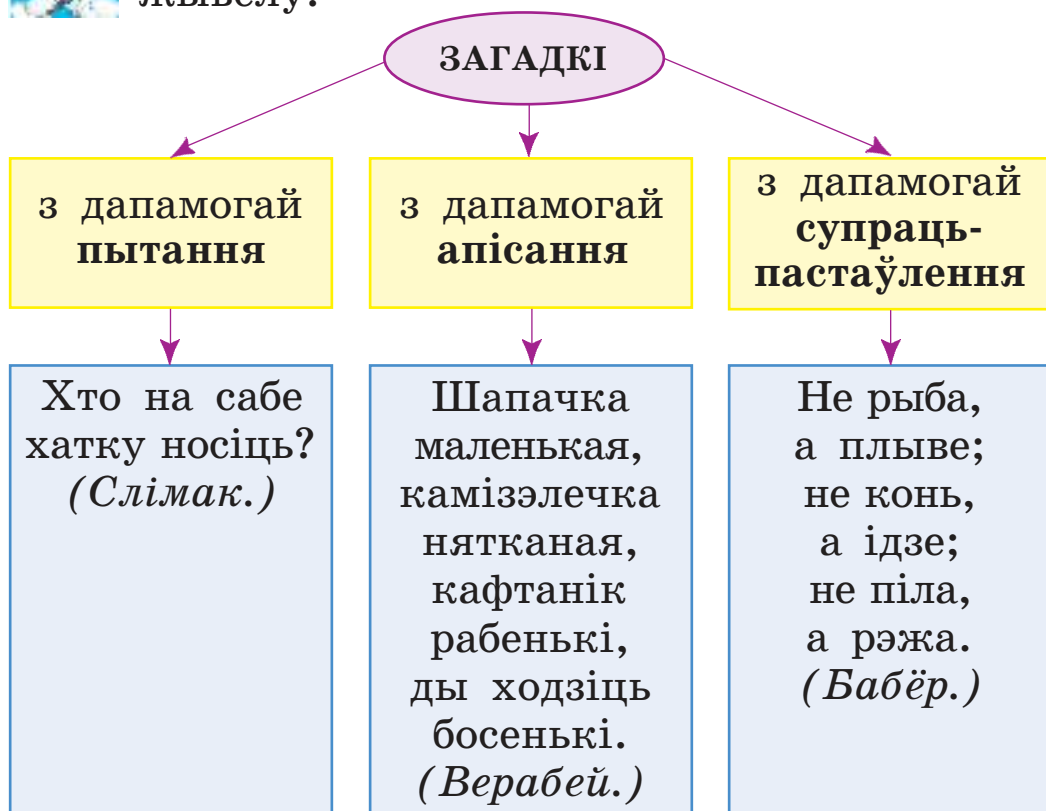 ЗАГАДКІ
з дапамогай
пытання
з дапамогай
апісання
з дапамогай
супраць-
пастаўлення
Хто на сабе
хатку носіць?
(Слімак.)
Шапачка
маленькая,
камізэлечка
нятканая,
кафтанік
рабенькі,
ды ходзіць
босенькі.
(Верабей.)
Не рыба,
а плыве;
не конь,
а ідзе;
не піла,
а рэжа.
(Бабёр.)